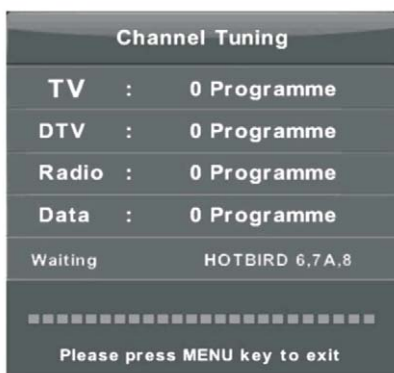 Channel Tuning
TV : 0 Programme
DTV : 0 Programme
Radio : 0 Programme
Data : 0 Programme
Waiting HOTBIRD 6,7A,8
Please press MENU key to exit